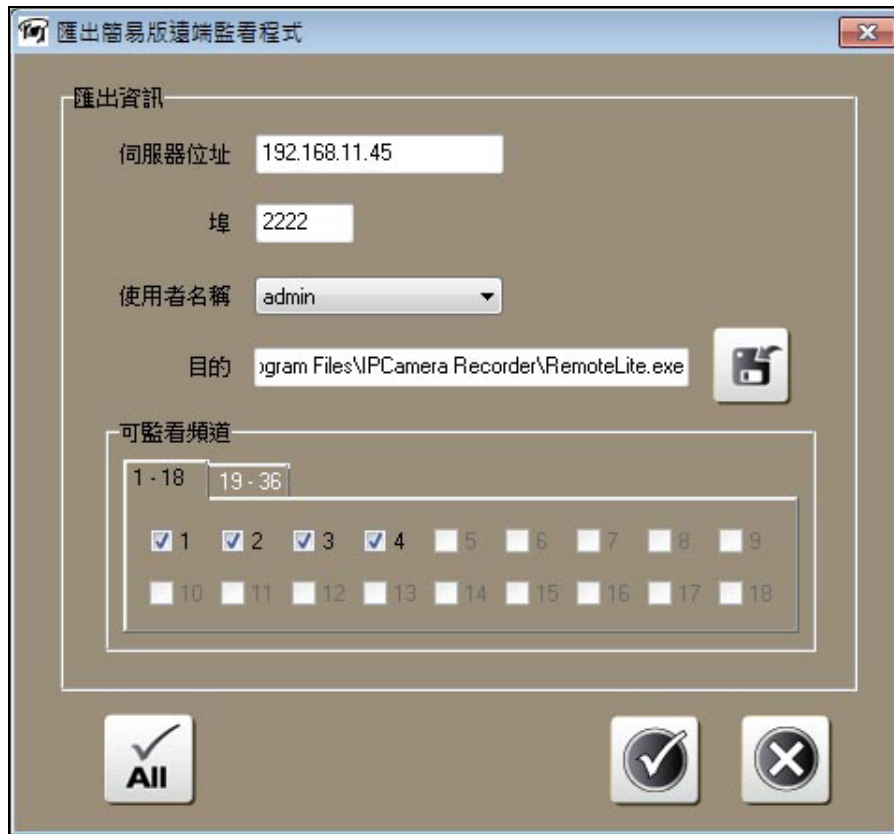 匯出簡易版遠端監看程式
匯出資訊
伺服器位址 192.168.11.45
埠 2222
使用者名稱 admin
目的 ogram Files\IPCamera Recorder\RemoteLite.exe
可監看頻道
1 - 18 19 - 36
1 2 3 4 5 6 7 8 9
10 11 12 13 14 15 16 17 18
All